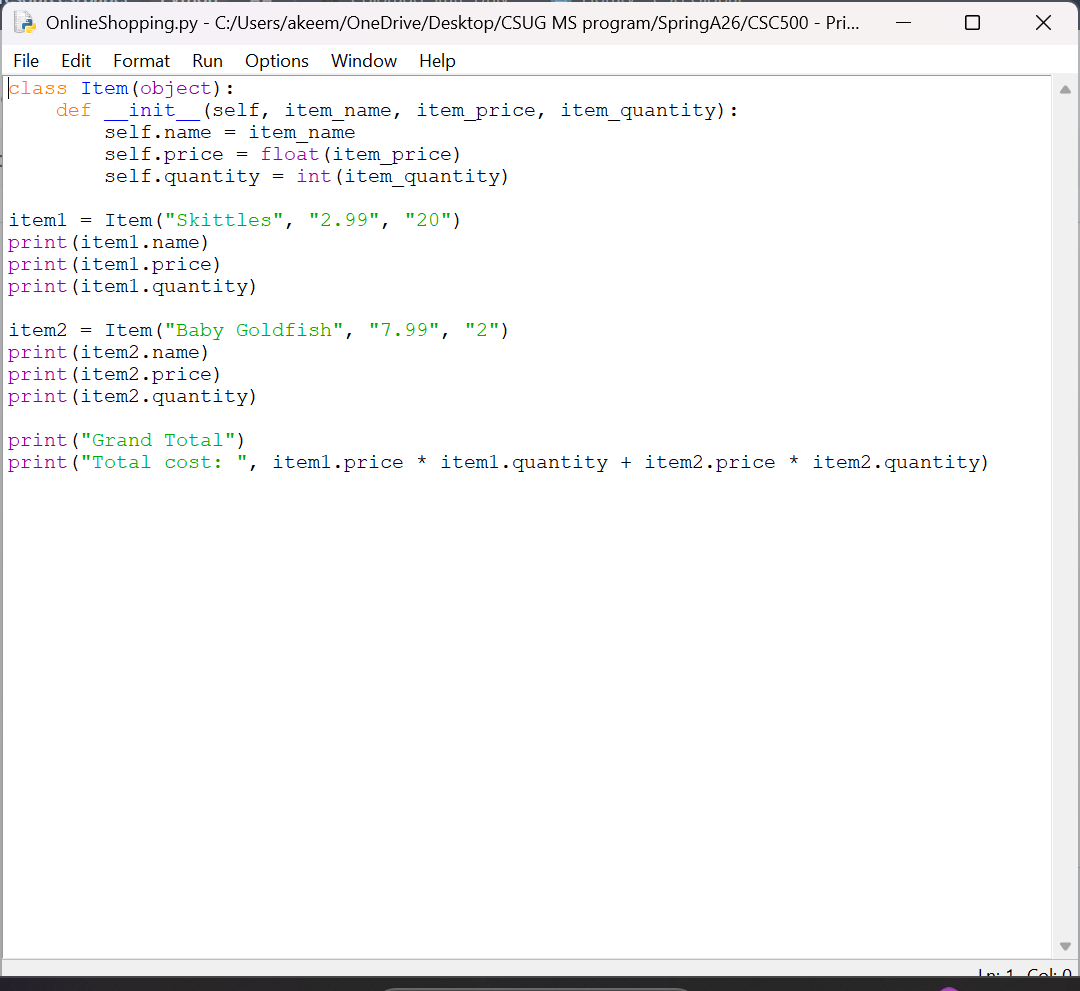 OnlineShopping.py - C:/Users/akeem/OneDrive/Desktop/CSUG MS program/SpringA26/CSC500 - Pri...
File Edit Format Run Options Window Help
class Item(object):
    def __init__(self, item_name, item_price, item_quantity):
        self.name = item_name
        self.price = float(item_price)
        self.quantity = int(item_quantity)

item1 = Item("Skittles", "2.99", "20")
print(item1.name)
print(item1.price)
print(item1.quantity)

item2 = Item("Baby Goldfish", "7.99", "2")
print(item2.name)
print(item2.price)
print(item2.quantity)

print("Grand Total")
print("Total cost: ", item1.price * item1.quantity + item2.price * item2.quantity)
Ln: 1 Col: 0